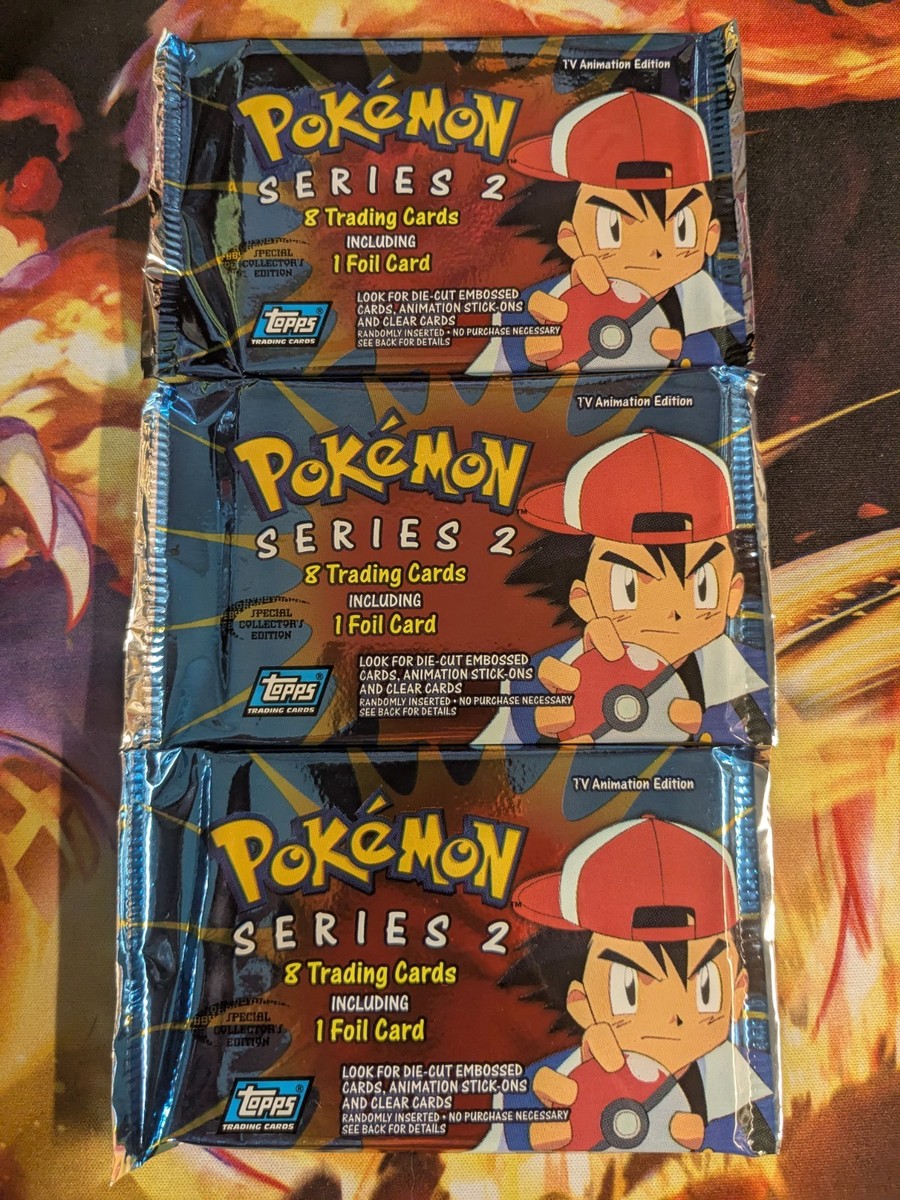 TV Animation Edition
POKéMON
™
SERIES 2
8 Trading Cards
INCLUDING
1 Foil Card
SPECIAL
COLLECTOR'S
EDITION
Topps®
TRADING CARDS
LOOK FOR DIE-CUT EMBOSSED
CARDS, ANIMATION STICK-ONS
AND CLEAR CARDS
RANDOMLY INSERTED • NO PURCHASE NECESSARY
SEE BACK FOR DETAILS
TV Animation Edition
POKéMON
™
SERIES 2
8 Trading Cards
INCLUDING
1 Foil Card
SPECIAL
COLLECTOR'S
EDITION
Topps®
TRADING CARDS
LOOK FOR DIE-CUT EMBOSSED
CARDS, ANIMATION STICK-ONS
AND CLEAR CARDS
RANDOMLY INSERTED • NO PURCHASE NECESSARY
SEE BACK FOR DETAILS
TV Animation Edition
POKéMON
™
SERIES 2
8 Trading Cards
INCLUDING
1 Foil Card
SPECIAL
COLLECTOR'S
EDITION
Topps®
TRADING CARDS
LOOK FOR DIE-CUT EMBOSSED
CARDS, ANIMATION STICK-ONS
AND CLEAR CARDS
RANDOMLY INSERTED • NO PURCHASE NECESSARY
SEE BACK FOR DETAILS